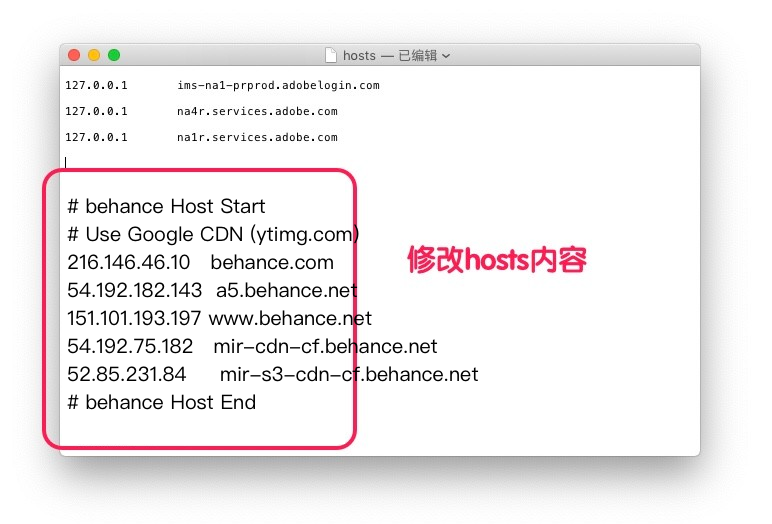 hosts — 已编辑
127.0.0.1 ims-na1-prprod.adobelogin.com
127.0.0.1 na4r.services.adobe.com
127.0.0.1 na1r.services.adobe.com
# behance Host Start
# Use Google CDN (ytimg.com)
216.146.46.10 behance.com
54.192.182.143 a5.behance.net
151.101.193.197 www.behance.net
54.192.75.182 mir-cdn-cf.behance.net
52.85.231.84 mir-s3-cdn-cf.behance.net
# behance Host End
修改hosts内容